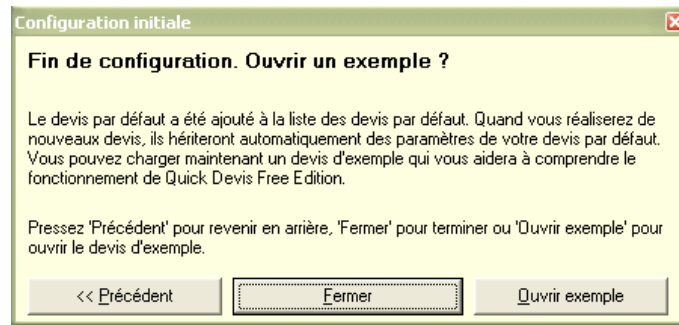 Configuration initiale
Fin de configuration. Ouvrir un exemple ?
Le devis par défaut a été ajouté à la liste des devis par défaut. Quand vous réaliserez de
nouveaux devis, ils hériteront automatiquement des paramètres de votre devis par défaut.
Vous pouvez charger maintenant un devis d'exemple qui vous aidera à comprendre le
fonctionnement de Quick Devis Free Edition.
Pressez 'Précédent' pour revenir en arrière, 'Fermer' pour terminer ou 'Ouvrir exemple' pour
ouvrir le devis d'exemple.
<< Précédent
Fermer
Ouvrir exemple